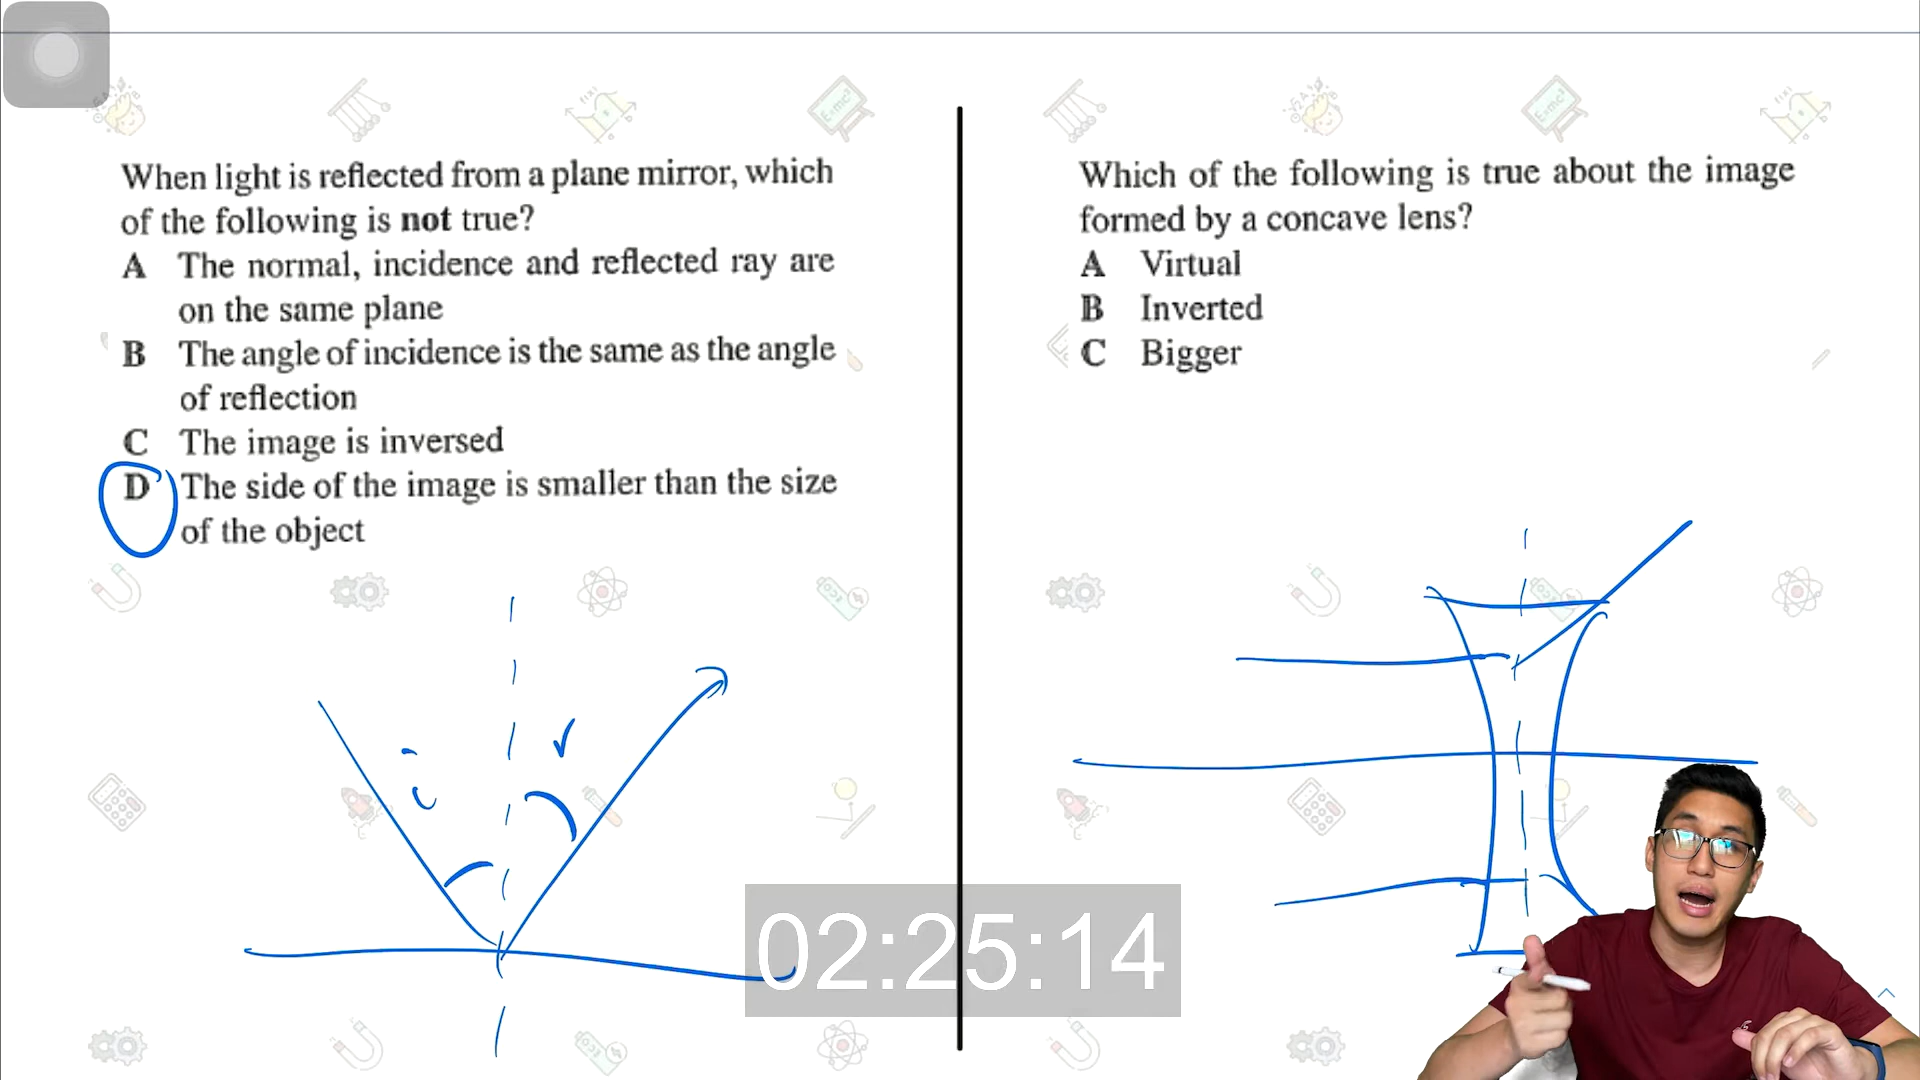 When light is reflected from a plane mirror, which
of the following is not true?
A The normal, incidence and reflected ray are
on the same plane
B The angle of incidence is the same as the angle
of reflection
C The image is inversed
D The side of the image is smaller than the size
of the object
i
r
Which of the following is true about the image
formed by a concave lens?
A Virtual
B Inverted
C Bigger
02:25:14